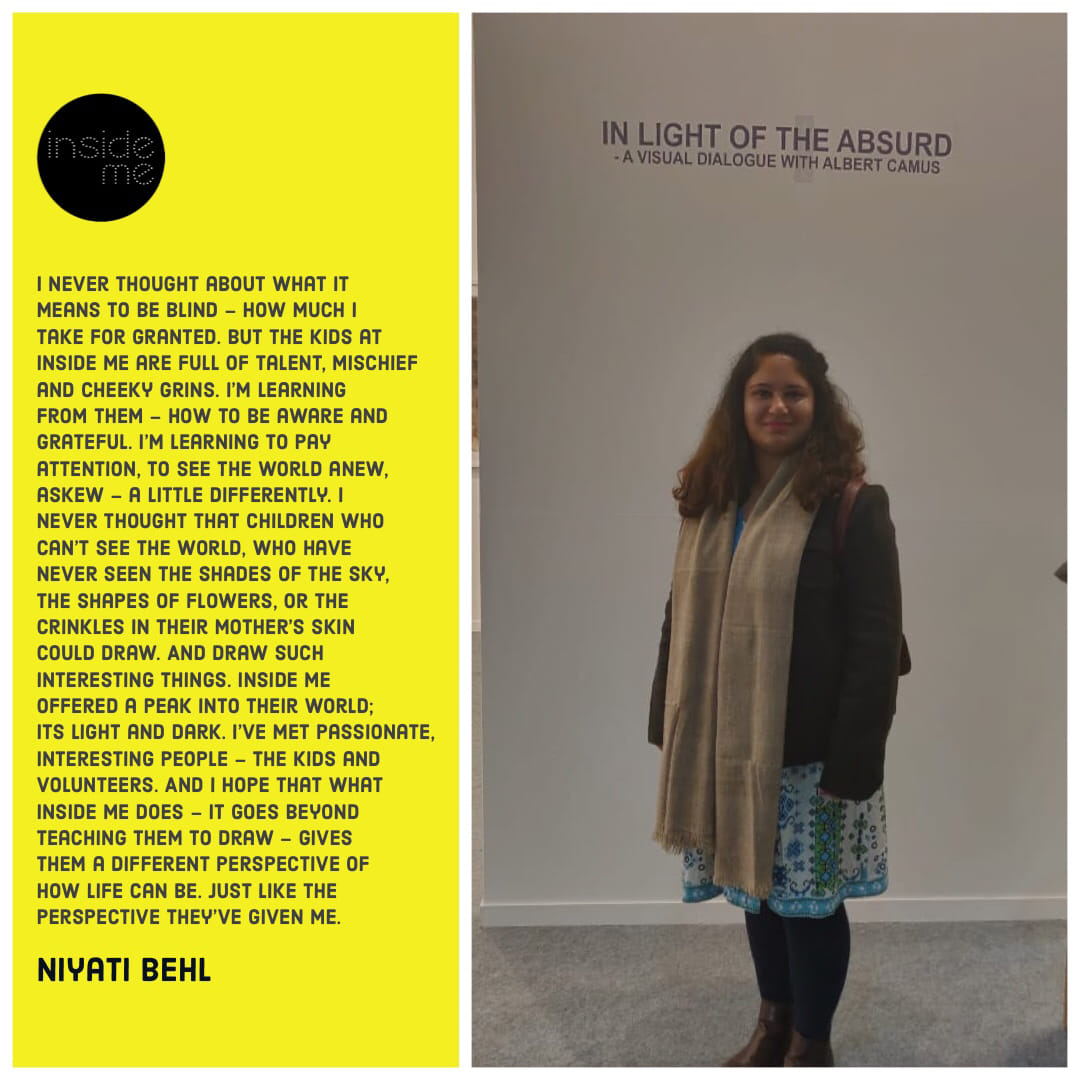 inside
me
I NEVER THOUGHT ABOUT WHAT IT
MEANS TO BE BLIND – HOW MUCH I
TAKE FOR GRANTED. BUT THE KIDS AT
INSIDE ME ARE FULL OF TALENT, MISCHIEF
AND CHEEKY GRINS. I'M LEARNING
FROM THEM – HOW TO BE AWARE AND
GRATEFUL. I'M LEARNING TO PAY
ATTENTION, TO SEE THE WORLD ANEW,
ASKEW – A LITTLE DIFFERENTLY. I
NEVER THOUGHT THAT CHILDREN WHO
CAN'T SEE THE WORLD, WHO HAVE
NEVER SEEN THE SHADES OF THE SKY,
THE SHAPES OF FLOWERS, OR THE
CRINKLES IN THEIR MOTHER'S SKIN
COULD DRAW. AND DRAW SUCH
INTERESTING THINGS. INSIDE ME
OFFERED A PEAK INTO THEIR WORLD;
ITS LIGHT AND DARK. I'VE MET PASSIONATE,
INTERESTING PEOPLE – THE KIDS AND
VOLUNTEERS. AND I HOPE THAT WHAT
INSIDE ME DOES – IT GOES BEYOND
TEACHING THEM TO DRAW – GIVES
THEM A DIFFERENT PERSPECTIVE OF
HOW LIFE CAN BE. JUST LIKE THE
PERSPECTIVE THEY'VE GIVEN ME.
NIYATI BEHL
IN LIGHT OF THE ABSURD
- A VISUAL DIALOGUE WITH ALBERT CAMUS